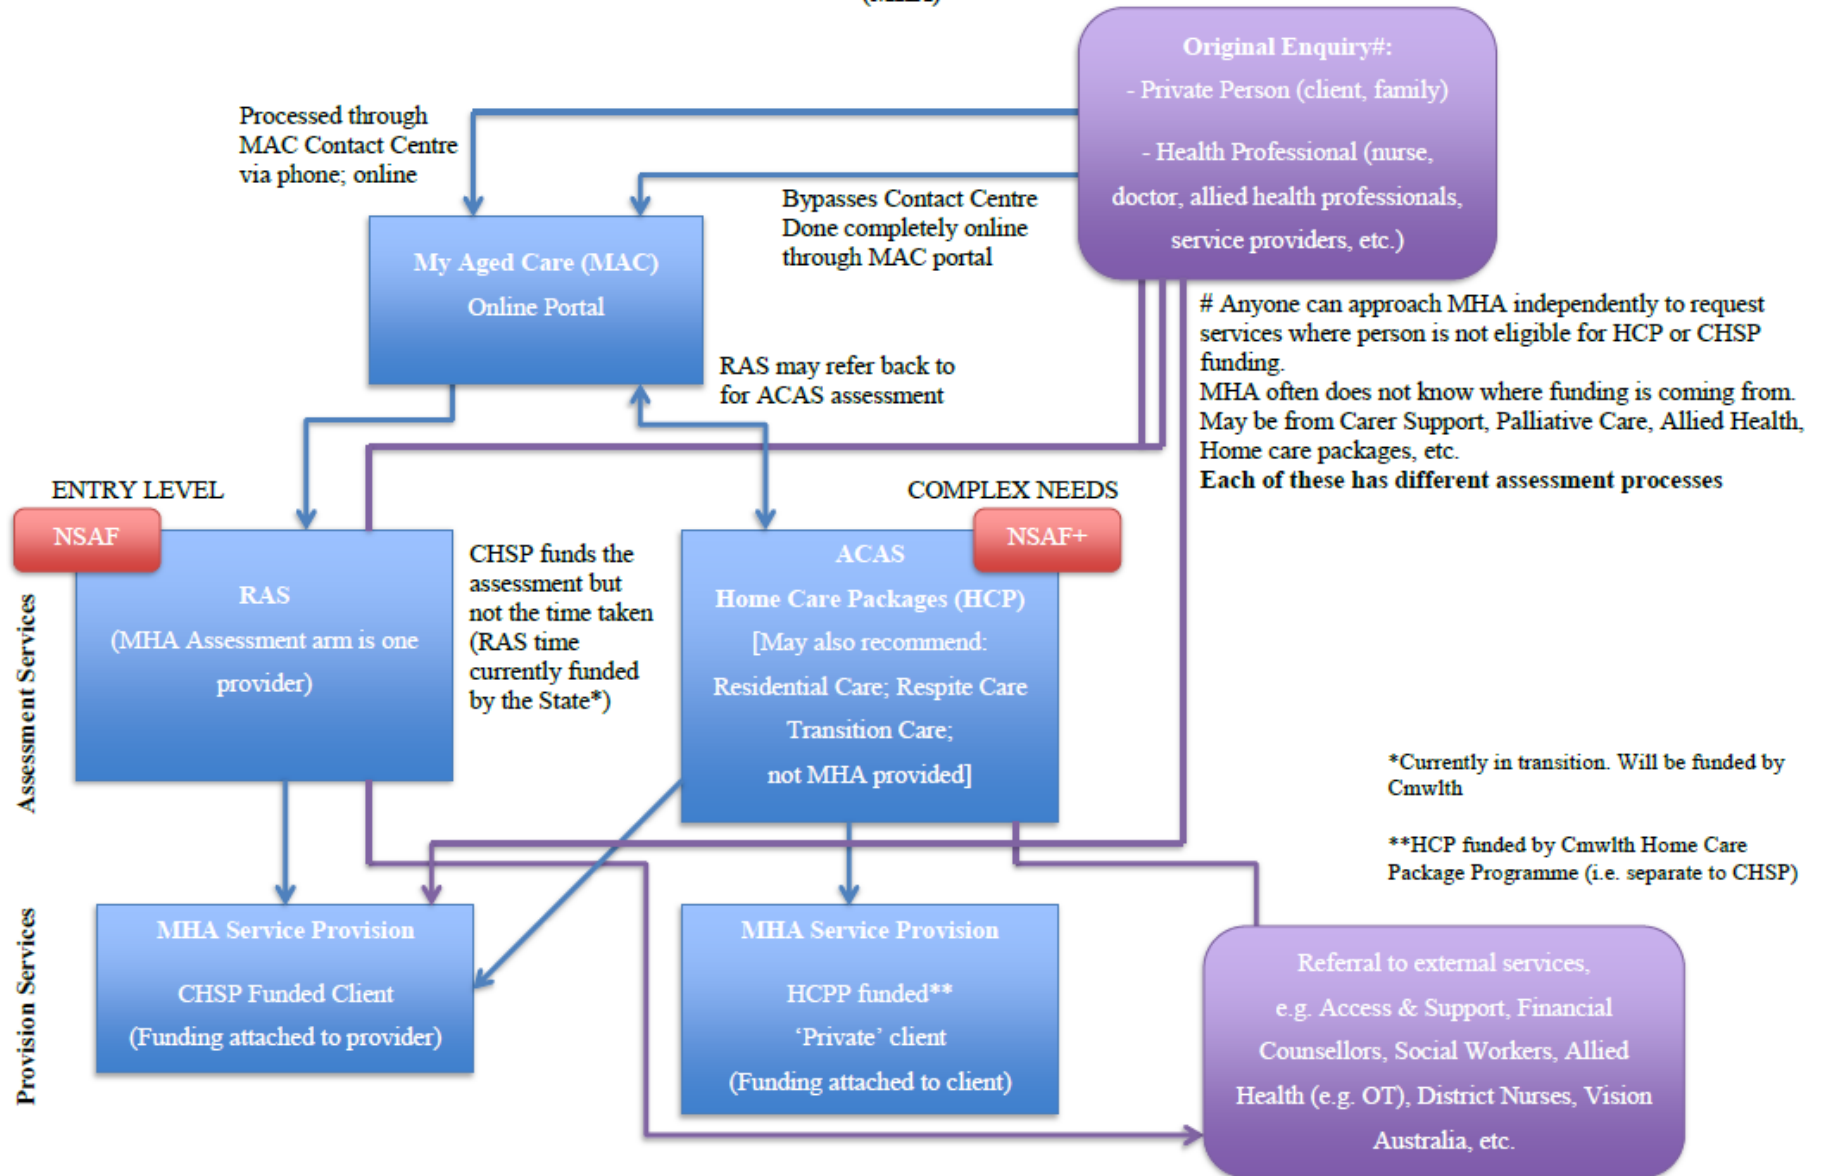 (MHA)
Original Enquiry#:
- Private Person (client, family)
- Health Professional (nurse,
doctor, allied health professionals,
service providers, etc.)
Processed through
MAC Contact Centre
via phone; online
Bypasses Contact Centre
Done completely online
through MAC portal
My Aged Care (MAC)
Online Portal
# Anyone can approach MHA independently to request
services where person is not eligible for HCP or CHSP
funding.
MHA often does not know where funding is coming from.
May be from Carer Support, Palliative Care, Allied Health,
Home care packages, etc.
Each of these has different assessment processes
RAS may refer back to
for ACAS assessment
ENTRY LEVEL
NSAF
COMPLEX NEEDS
NSAF+
Assessment Services
RAS
(MHA Assessment arm is one
provider)
CHSP funds the
assessment but
not the time taken
(RAS time
currently funded
by the State*)
ACAS
Home Care Packages (HCP)
[May also recommend:
Residential Care; Respite Care
Transition Care;
not MHA provided]
*Currently in transition. Will be funded by
Cmwlth
**HCP funded by Cmwlth Home Care
Package Programme (i.e. separate to CHSP)
Provision Services
MHA Service Provision
CHSP Funded Client
(Funding attached to provider)
MHA Service Provision
HCPP funded**
‘Private’ client
(Funding attached to client)
Referral to external services,
e.g. Access & Support, Financial
Counsellors, Social Workers, Allied
Health (e.g. OT), District Nurses, Vision
Australia, etc.